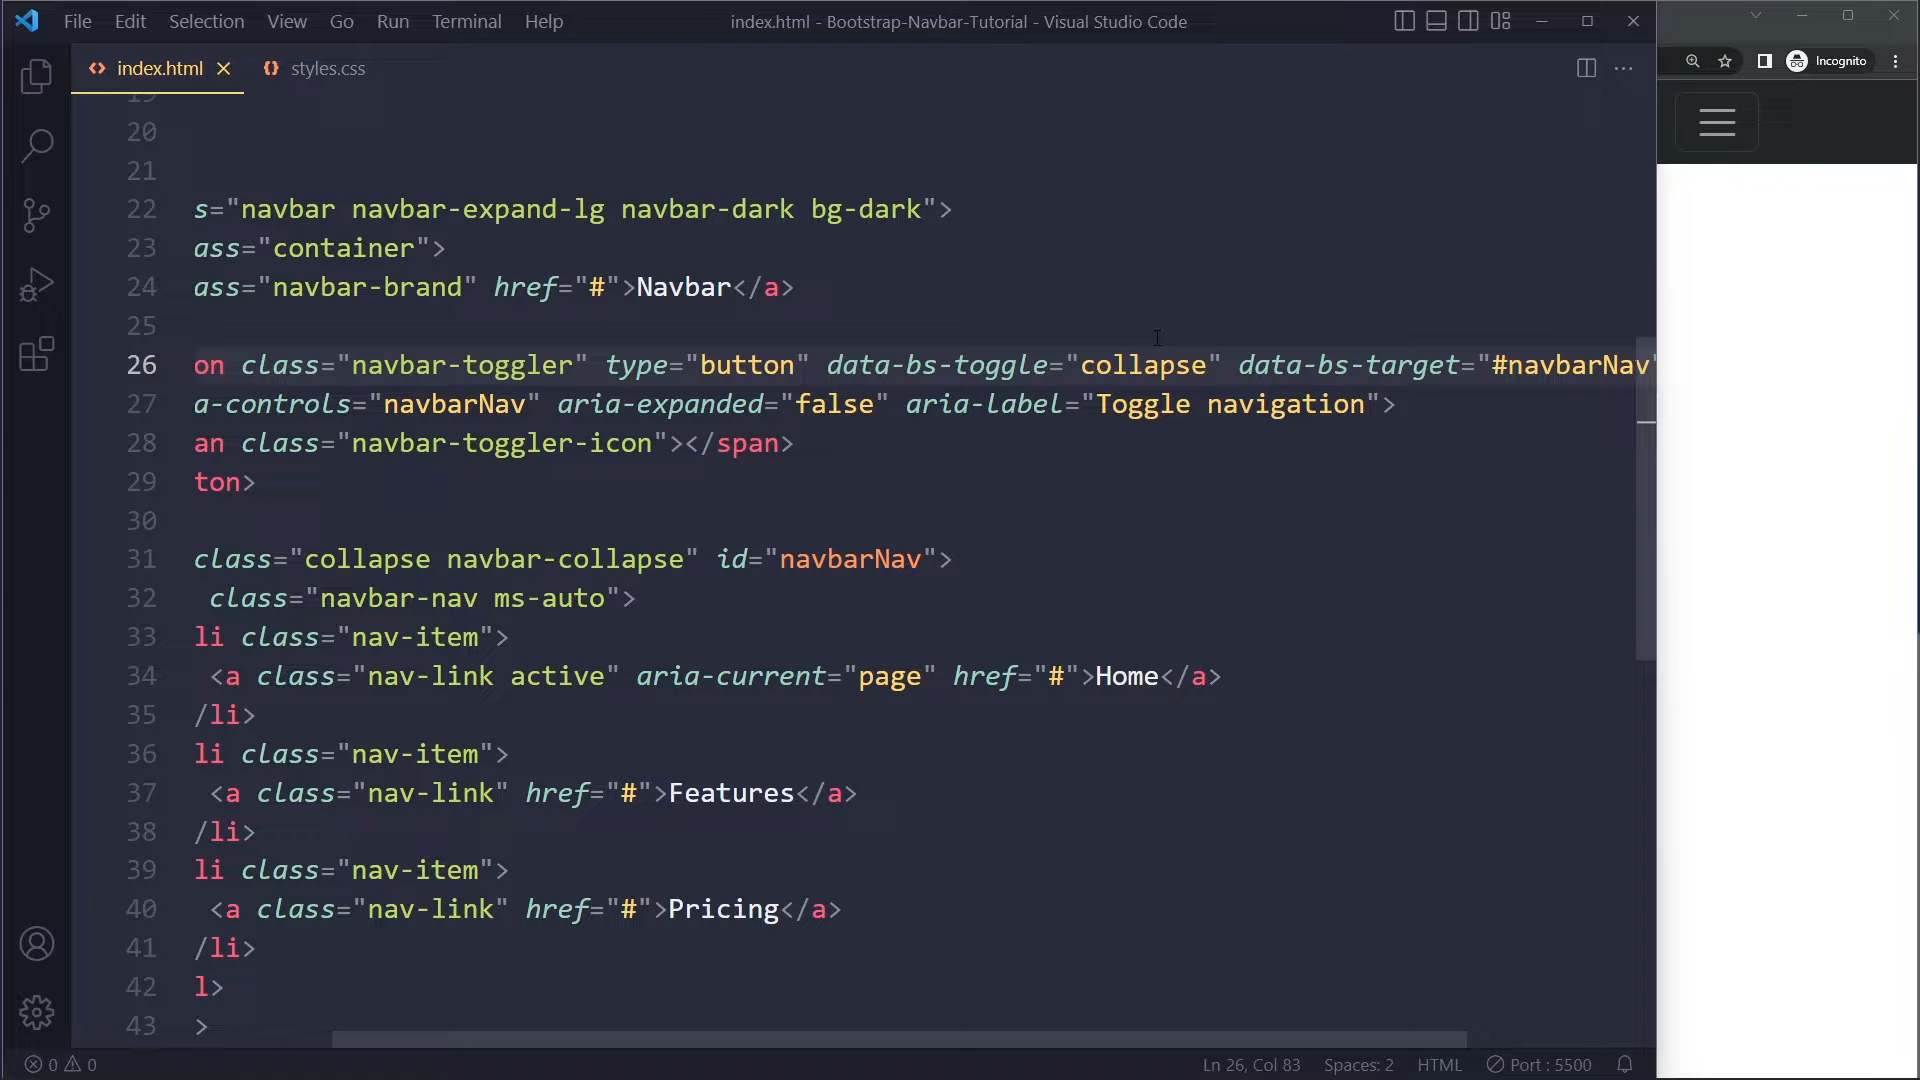 File Edit Selection View Go Run Terminal Help
index.html - Bootstrap-Navbar-Tutorial - Visual Studio Code
index.html styles.css
Incognito
19
20
21
22 s="navbar navbar-expand-lg navbar-dark bg-dark">
23 ass="container">
24 ass="navbar-brand" href="#">Navbar</a>
25
26 on class="navbar-toggler" type="button" data-bs-toggle="collapse" data-bs-target="#navbarNav"
27 a-controls="navbarNav" aria-expanded="false" aria-label="Toggle navigation">
28 an class="navbar-toggler-icon"></span>
29 ton>
30
31 class="collapse navbar-collapse" id="navbarNav">
32 class="navbar-nav ms-auto">
33 li class="nav-item">
34 <a class="nav-link active" aria-current="page" href="#">Home</a>
35 /li>
36 li class="nav-item">
37 <a class="nav-link" href="#">Features</a>
38 /li>
39 li class="nav-item">
40 <a class="nav-link" href="#">Pricing</a>
41 /li>
42 l>
43 >
0 0 Ln 26, Col 83 Spaces: 2 HTML Port : 5500